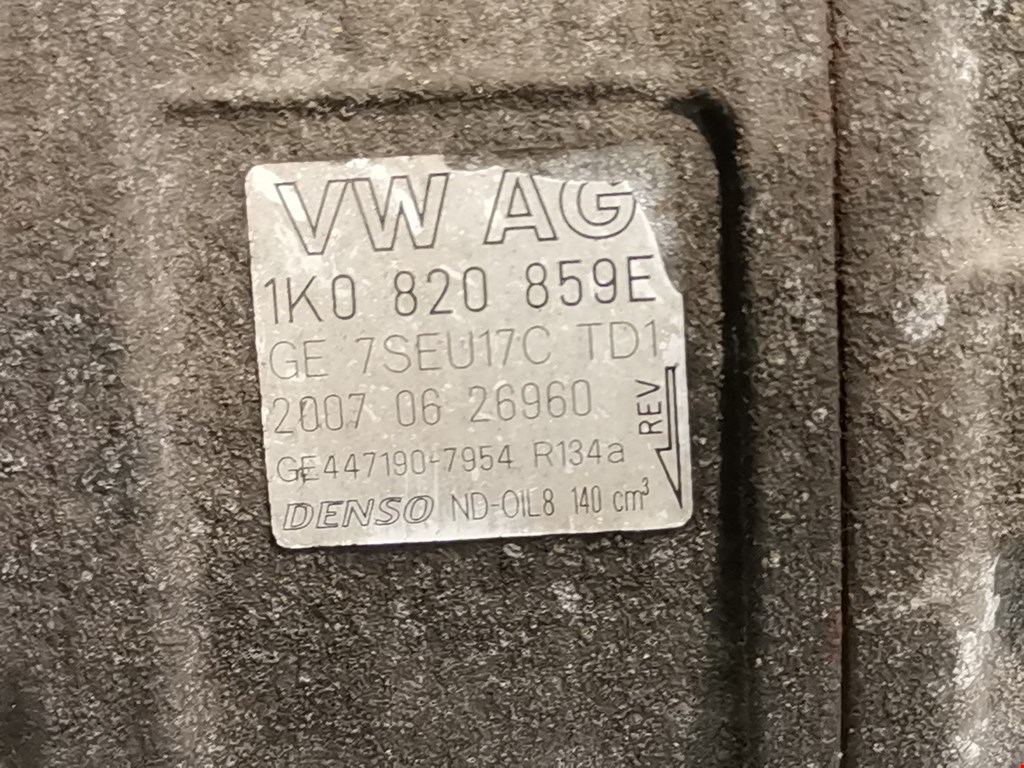 VW AG
1K0 820 859E
GE 7SEU17C TD1
2007 06 26960
REV
GE447190-7954 R134a
DENSO ND-OIL8 140 cm³